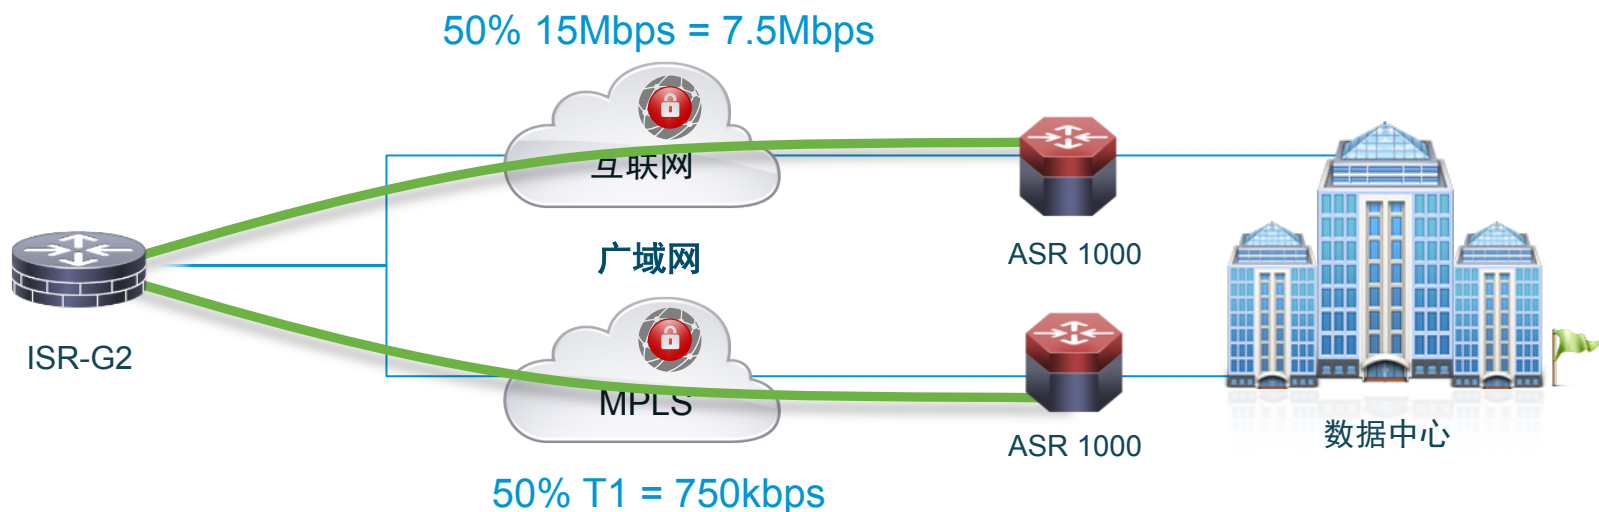 50% 15Mbps = 7.5Mbps
互联网
广域网
ASR 1000
ISR-G2
MPLS
ASR 1000
数据中心
50% T1 = 750kbps